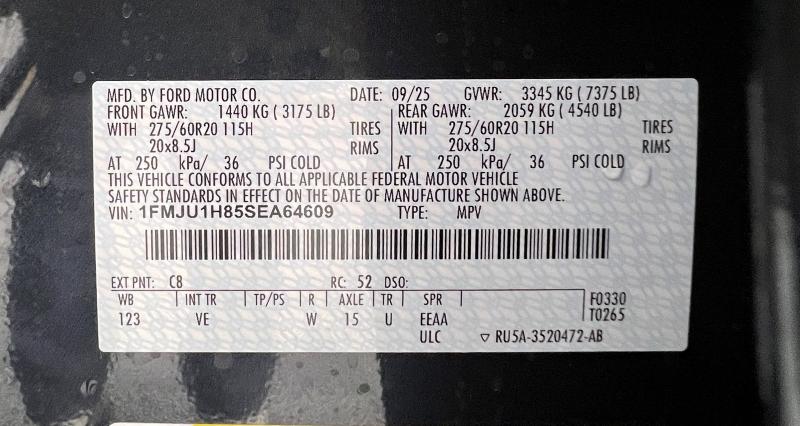 MFD. BY FORD MOTOR CO. DATE: 09/25 GVWR: 3345 KG ( 7375 LB)
FRONT GAWR: 1440 KG ( 3175 LB) REAR GAWR: 2059 KG ( 4540 LB)
WITH 275/60R20 115H TIRES WITH 275/60R20 115H TIRES
20x8.5J RIMS 20x8.5J RIMS
AT 250 kPa/ 36 PSI COLD AT 250 kPa/ 36 PSI COLD
THIS VEHICLE CONFORMS TO ALL APPLICABLE FEDERAL MOTOR VEHICLE
SAFETY STANDARDS IN EFFECT ON THE DATE OF MANUFACTURE SHOWN ABOVE.
VIN: 1FMJU1H85SEA64609 TYPE: MPV
EXT PNT: C8 RC: 52 DSO:
WB INT TR TP/PS R AXLE TR SPR F0330
T0265
123 VE W 15 U EEAA
ULC ▽ RU5A-3520472-AB